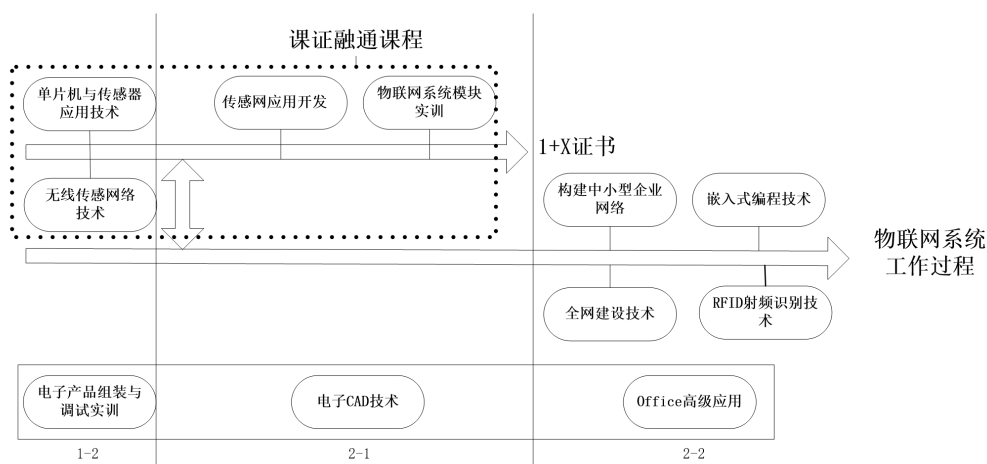 课证融通课程
单片机与传感器
应用技术
传感网应用开发
物联网系统模块
实训
1+X证书
无线传感网络
技术
构建中小型企业
网络
嵌入式编程技术
物联网系统
工作过程
全网建设技术
RFID射频识别技
术
电子产品组装与
调试实训
电子CAD技术
Office高级应用
1-2
2-1
2-2